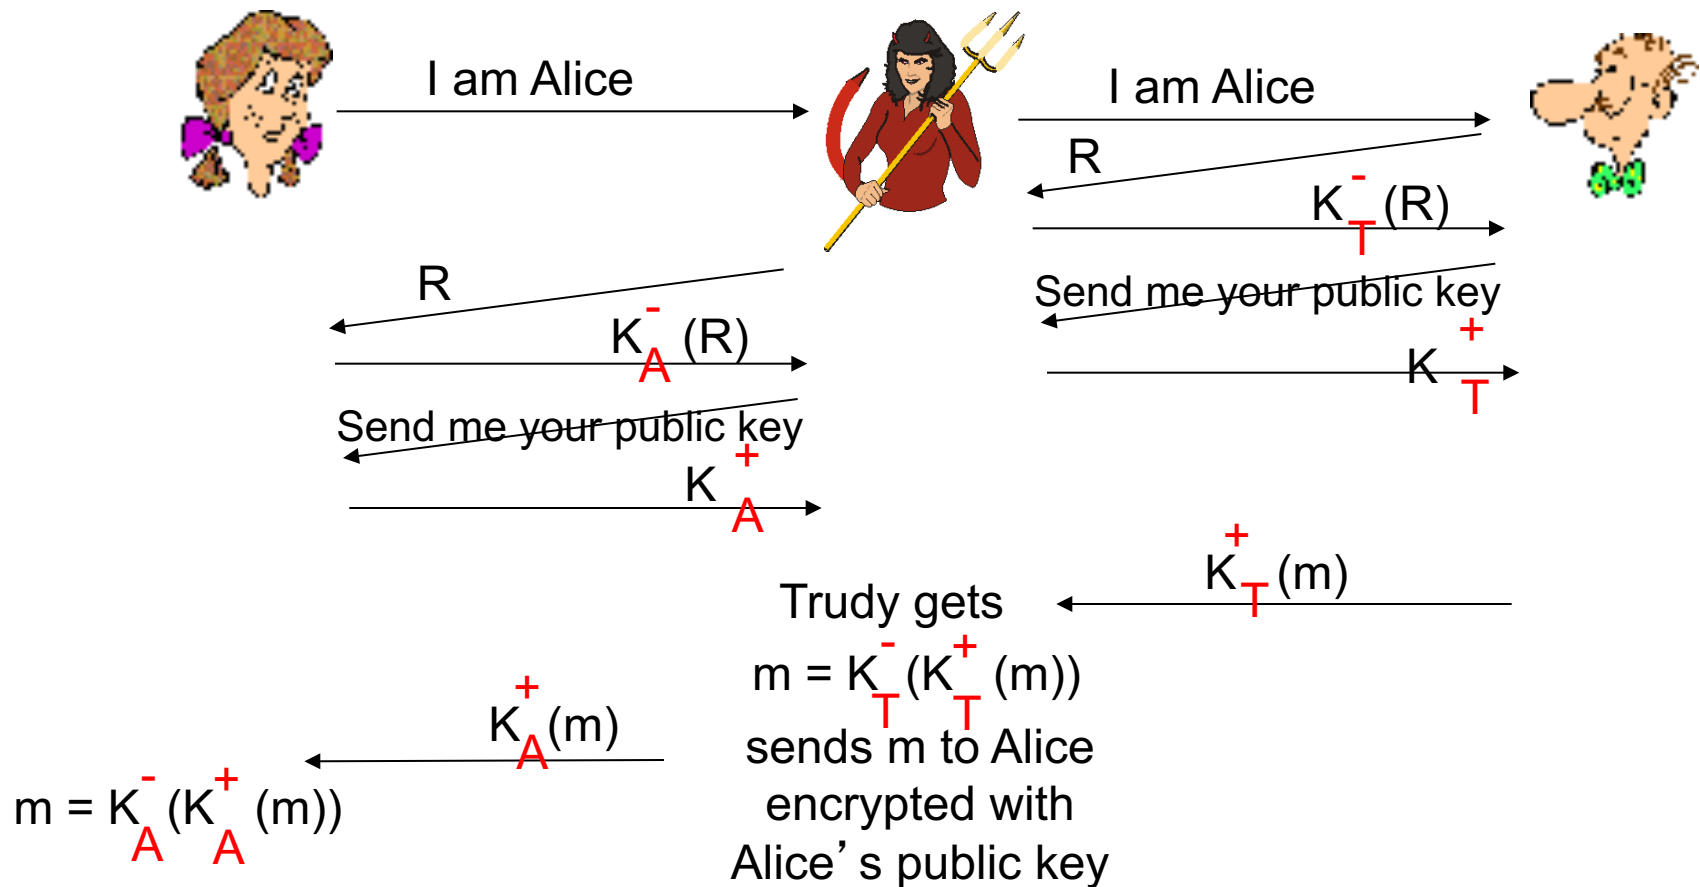 I am Alice
I am Alice
R
K-T (R)
R
Send me your public key
K-A (R)
K+T
Send me your public key
K+A
K+T (m)
Trudy gets
m = K-T (K+T (m))
K+A (m)
sends m to Alice
m = K-A (K+A (m))
encrypted with
Alice’s public key